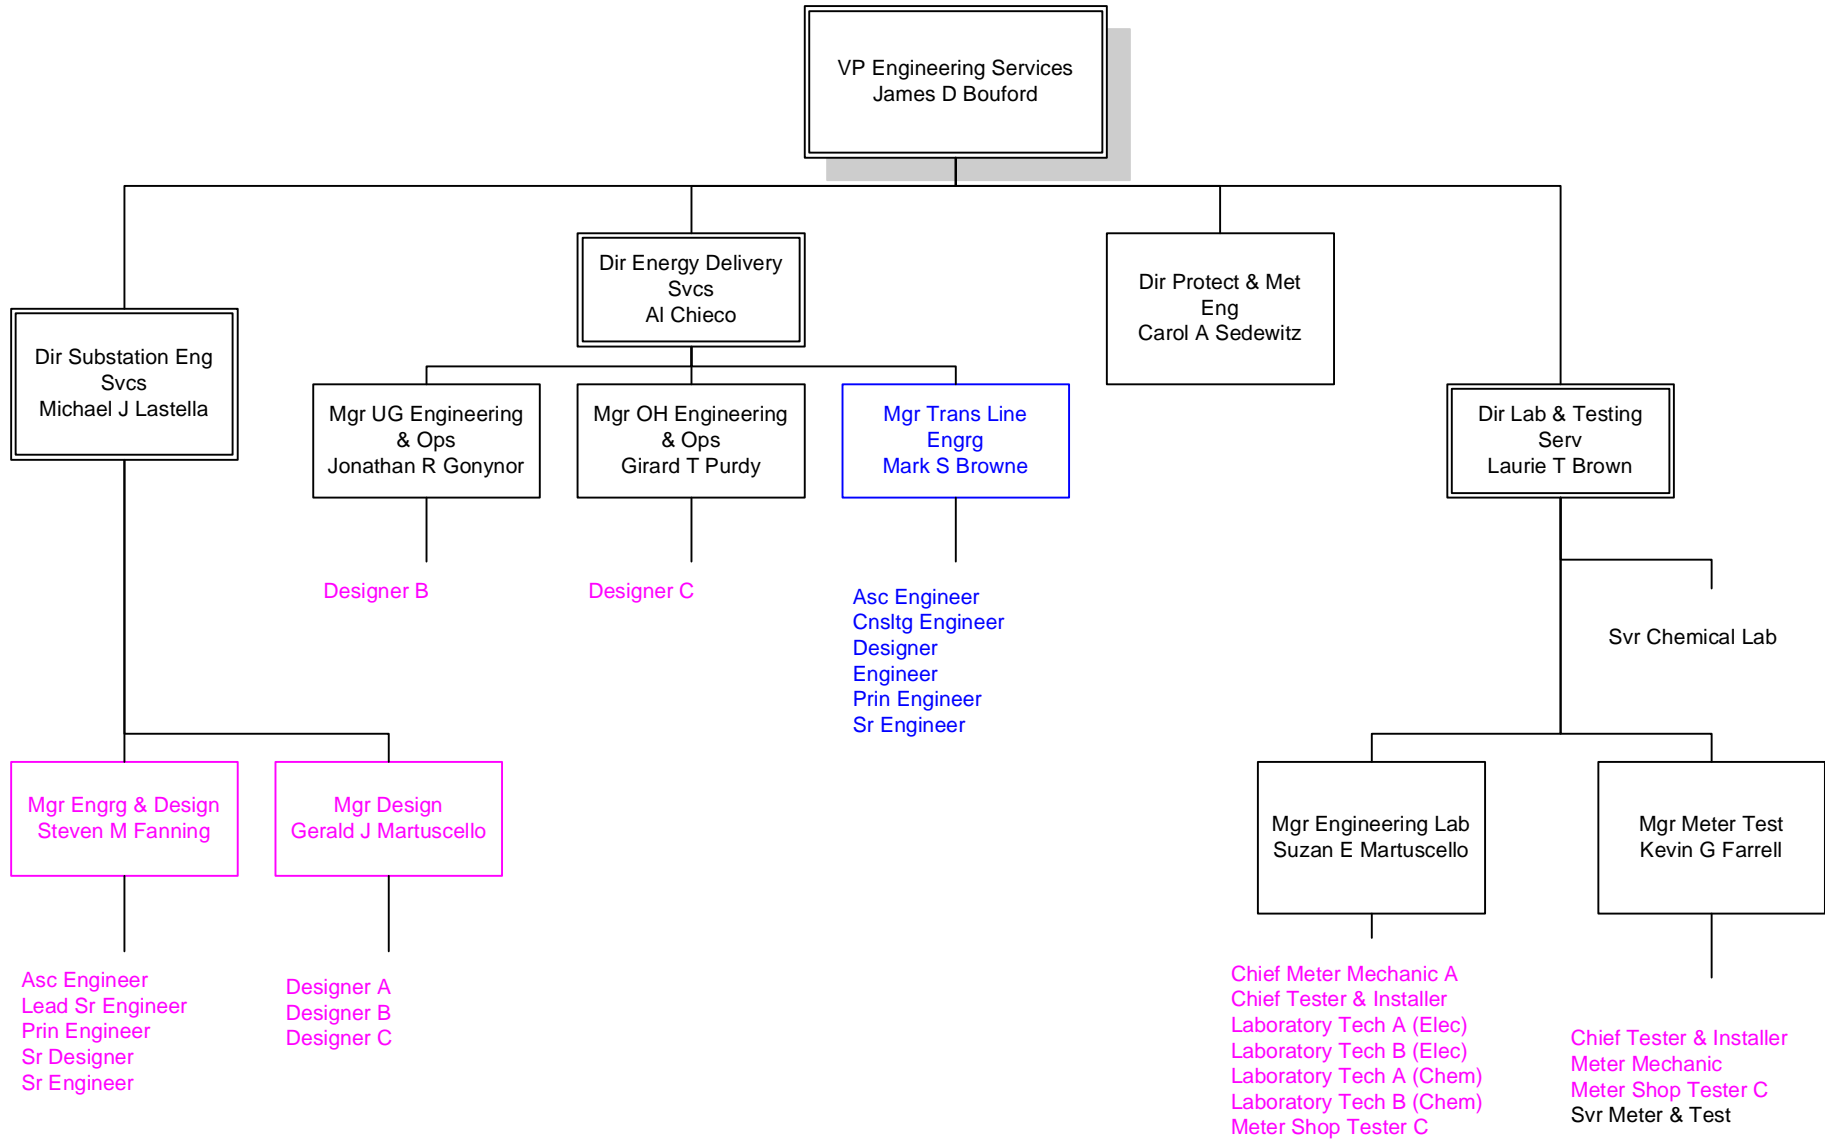 VP Engineering Services
James D Bouford
Dir Substation Eng
Svcs
Michael J Lastella
Dir Energy Delivery
Svcs
Al Chieco
Dir Protect & Met
Eng
Carol A Sedewitz
Dir Lab & Testing
Serv
Laurie T Brown
Mgr UG Engineering
& Ops
Jonathan R Gonynor
Mgr OH Engineering
& Ops
Girard T Purdy
Mgr Trans Line
Engrg
Mark S Browne
Designer B
Designer C
Asc Engineer
Cnsltg Engineer
Designer
Engineer
Prin Engineer
Sr Engineer
Svr Chemical Lab
Mgr Engrg & Design
Steven M Fanning
Mgr Design
Gerald J Martuscello
Mgr Engineering Lab
Suzan E Martuscello
Mgr Meter Test
Kevin G Farrell
Asc Engineer
Lead Sr Engineer
Prin Engineer
Sr Designer
Sr Engineer
Designer A
Designer B
Designer C
Chief Meter Mechanic A
Chief Tester & Installer
Laboratory Tech A (Elec)
Laboratory Tech B (Elec)
Laboratory Tech A (Chem)
Laboratory Tech B (Chem)
Meter Shop Tester C
Chief Tester & Installer
Meter Mechanic
Meter Shop Tester C
Svr Meter & Test